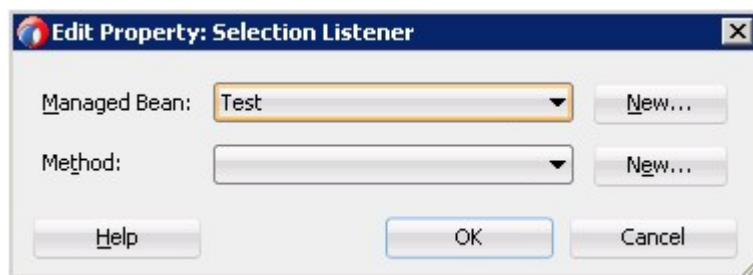 Edit Property: Selection Listener
Managed Bean: Test New...
Method: New...
Help OK Cancel